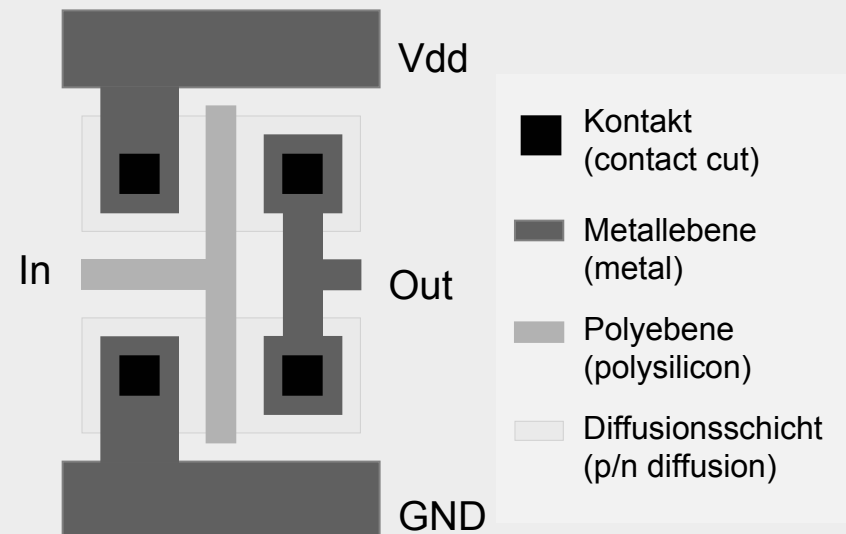 Vdd
Kontakt
(contact cut)
Metallebene
(metal)
In
Out
Polyebene
(polysilicon)
Diffusionsschicht
(p/n diffusion)
GND